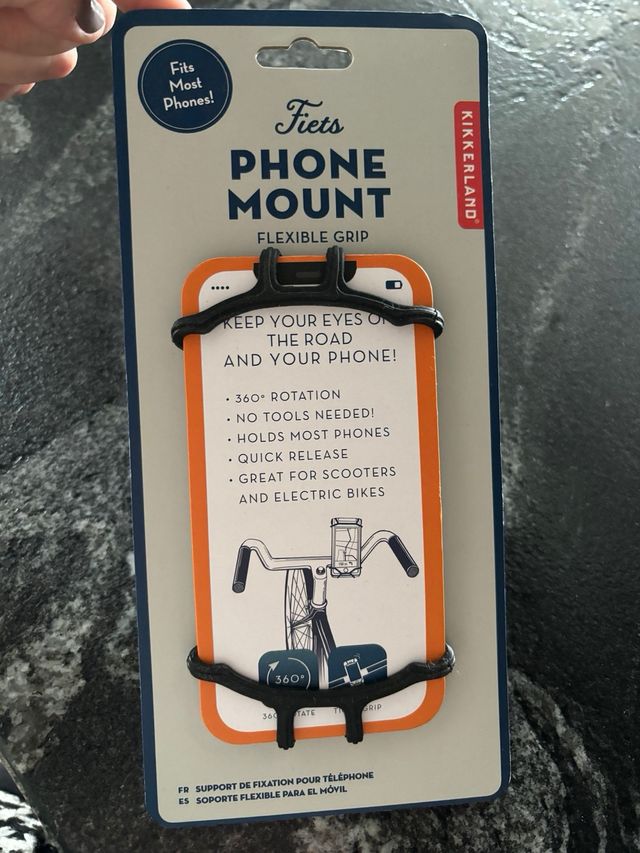 Fits
Most
Phones!
Fiets
PHONE
MOUNT
FLEXIBLE GRIP
KIKKERLAND®
KEEP YOUR EYES ON
THE ROAD
AND YOUR PHONE!
• 360° ROTATION
• NO TOOLS NEEDED!
• HOLDS MOST PHONES
• QUICK RELEASE
• GREAT FOR SCOOTERS
AND ELECTRIC BIKES
360°
GRIP
FR SUPPORT DE FIXATION POUR TÉLÉPHONE
ES SOPORTE FLEXIBLE PARA EL MÓVIL